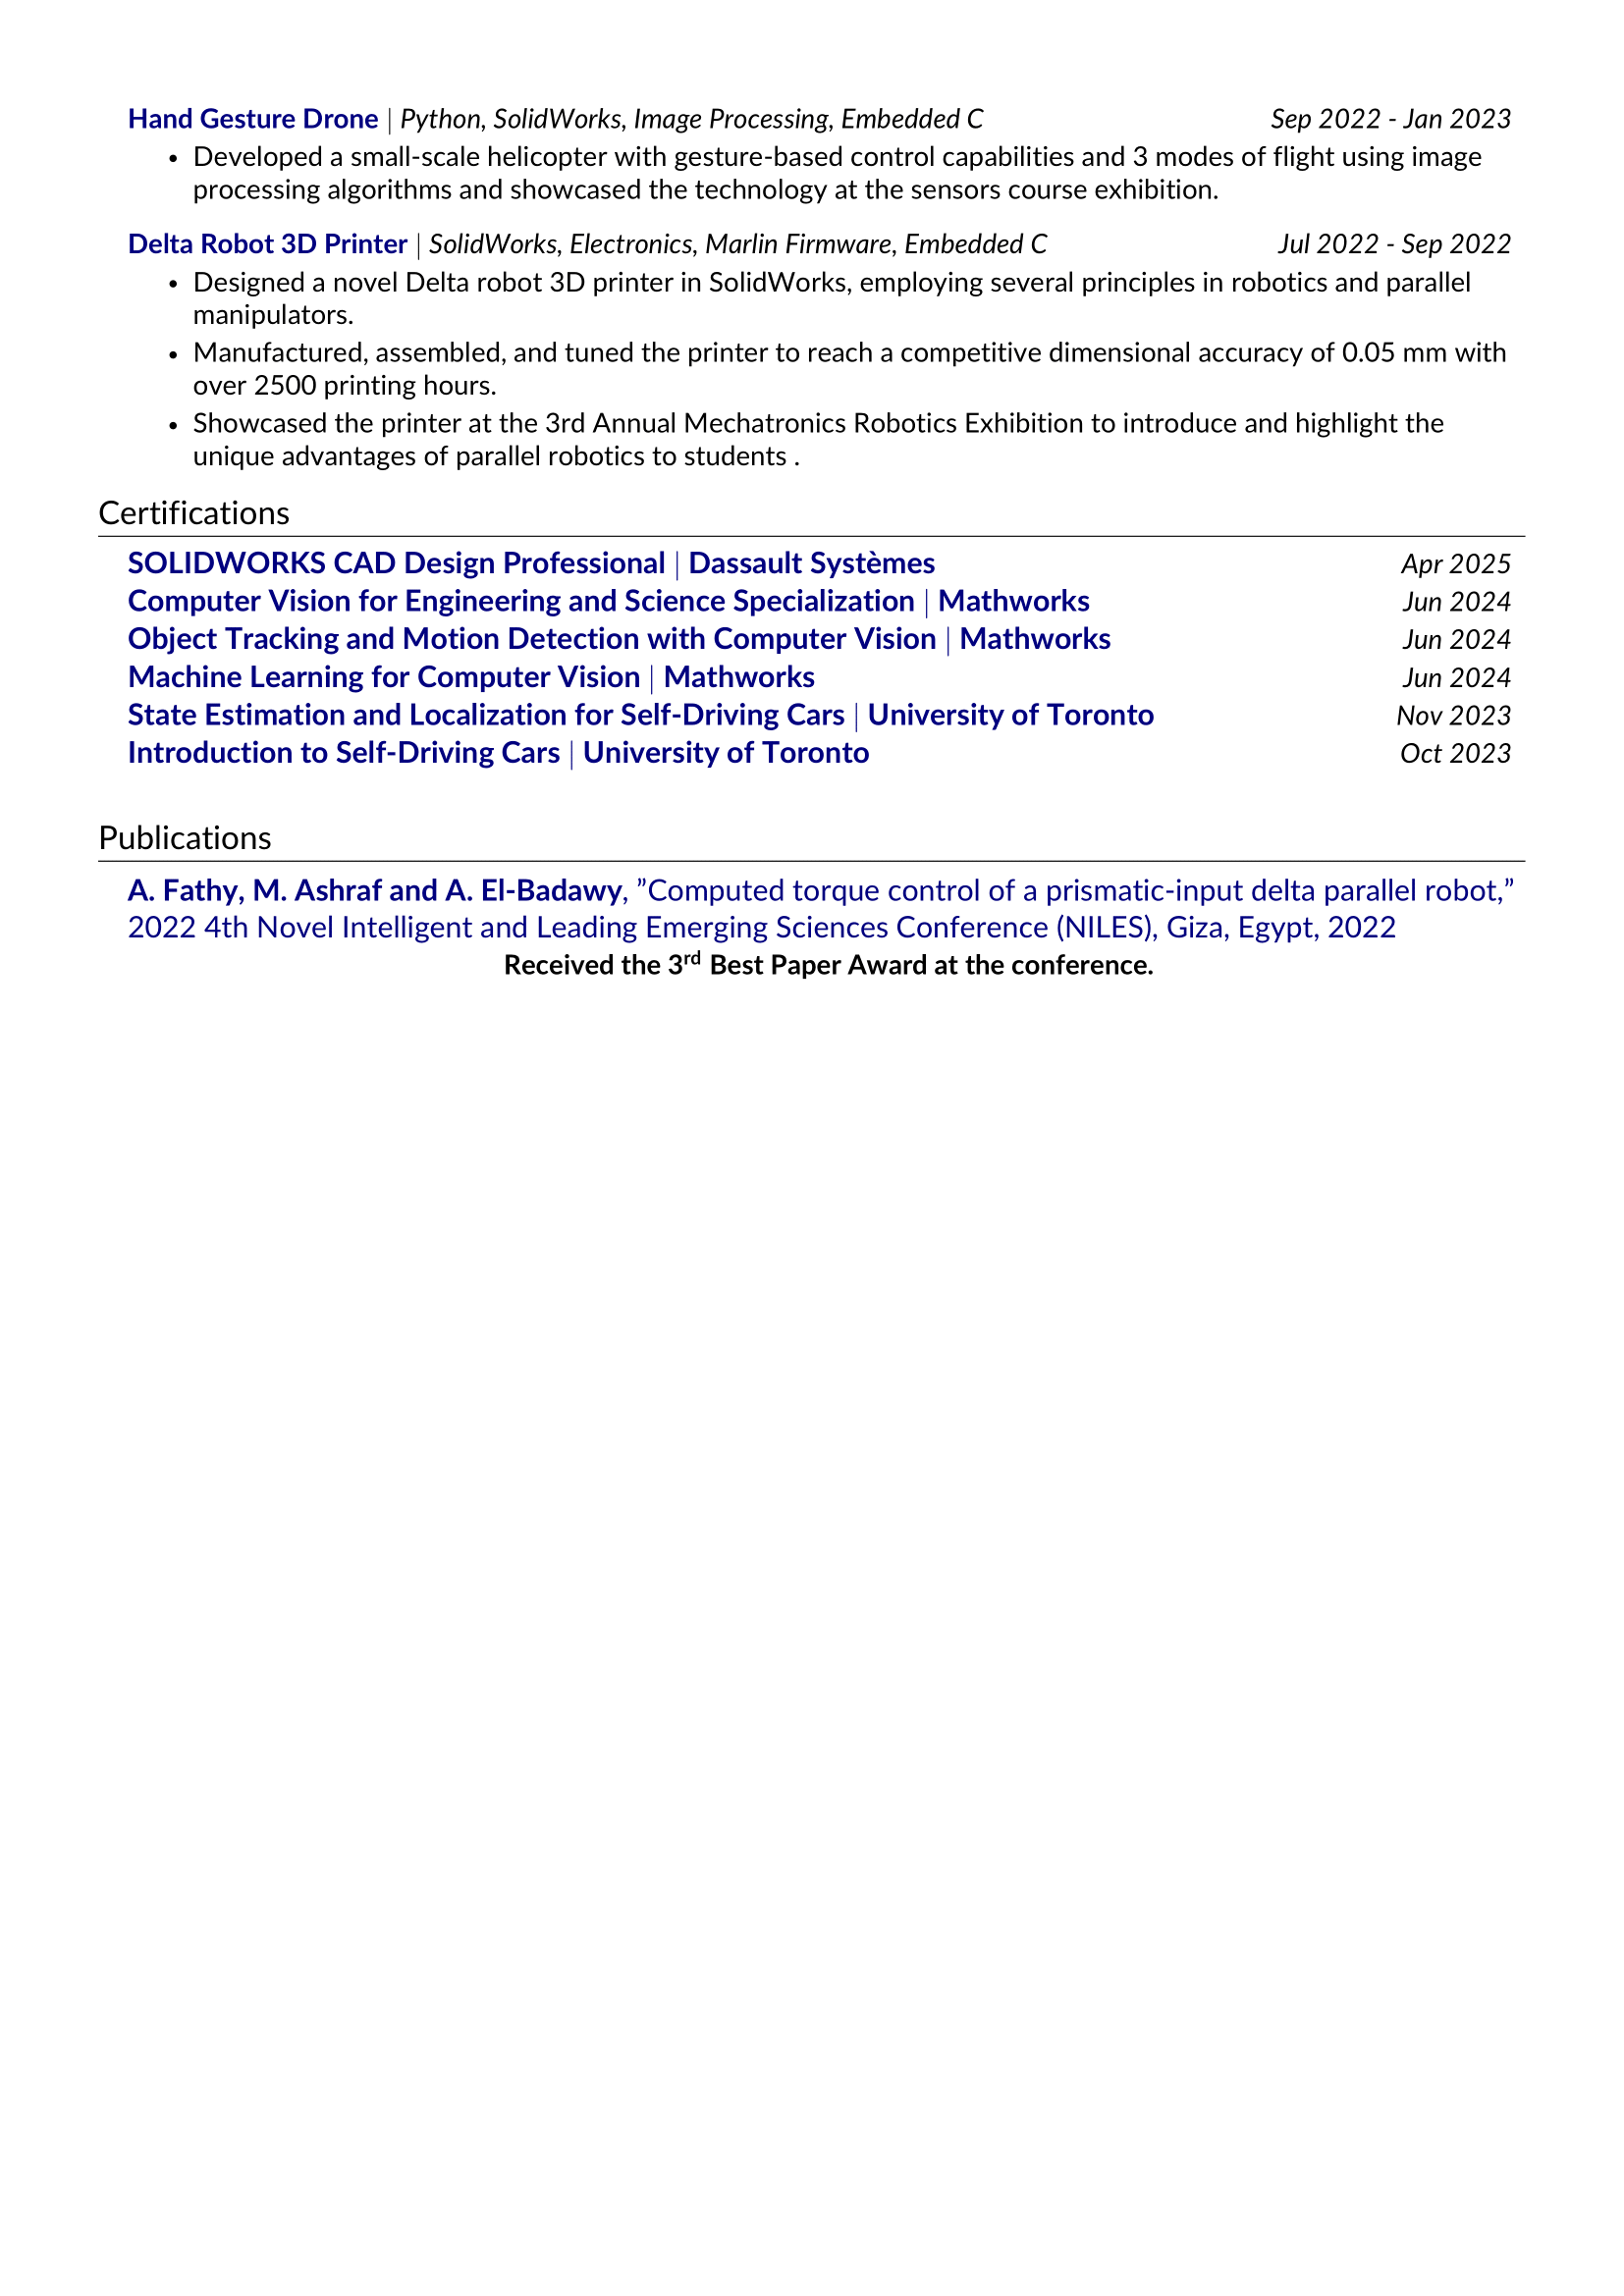 Hand Gesture Drone | Python, SolidWorks, Image Processing, Embedded C Sep 2022 - Jan 2023
• Developed a small-scale helicopter with gesture-based control capabilities and 3 modes of flight using image
processing algorithms and showcased the technology at the sensors course exhibition.
Delta Robot 3D Printer | SolidWorks, Electronics, Marlin Firmware, Embedded C Jul 2022 - Sep 2022
• Designed a novel Delta robot 3D printer in SolidWorks, employing several principles in robotics and parallel
manipulators.
• Manufactured, assembled, and tuned the printer to reach a competitive dimensional accuracy of 0.05 mm with
over 2500 printing hours.
• Showcased the printer at the 3rd Annual Mechatronics Robotics Exhibition to introduce and highlight the
unique advantages of parallel robotics to students .
Certifications
SOLIDWORKS CAD Design Professional | Dassault Systèmes Apr 2025
Computer Vision for Engineering and Science Specialization | Mathworks Jun 2024
Object Tracking and Motion Detection with Computer Vision | Mathworks Jun 2024
Machine Learning for Computer Vision | Mathworks Jun 2024
State Estimation and Localization for Self-Driving Cars | University of Toronto Nov 2023
Introduction to Self-Driving Cars | University of Toronto Oct 2023
Publications
A. Fathy, M. Ashraf and A. El-Badawy, ”Computed torque control of a prismatic-input delta parallel robot,”
2022 4th Novel Intelligent and Leading Emerging Sciences Conference (NILES), Giza, Egypt, 2022
Received the 3rd Best Paper Award at the conference.